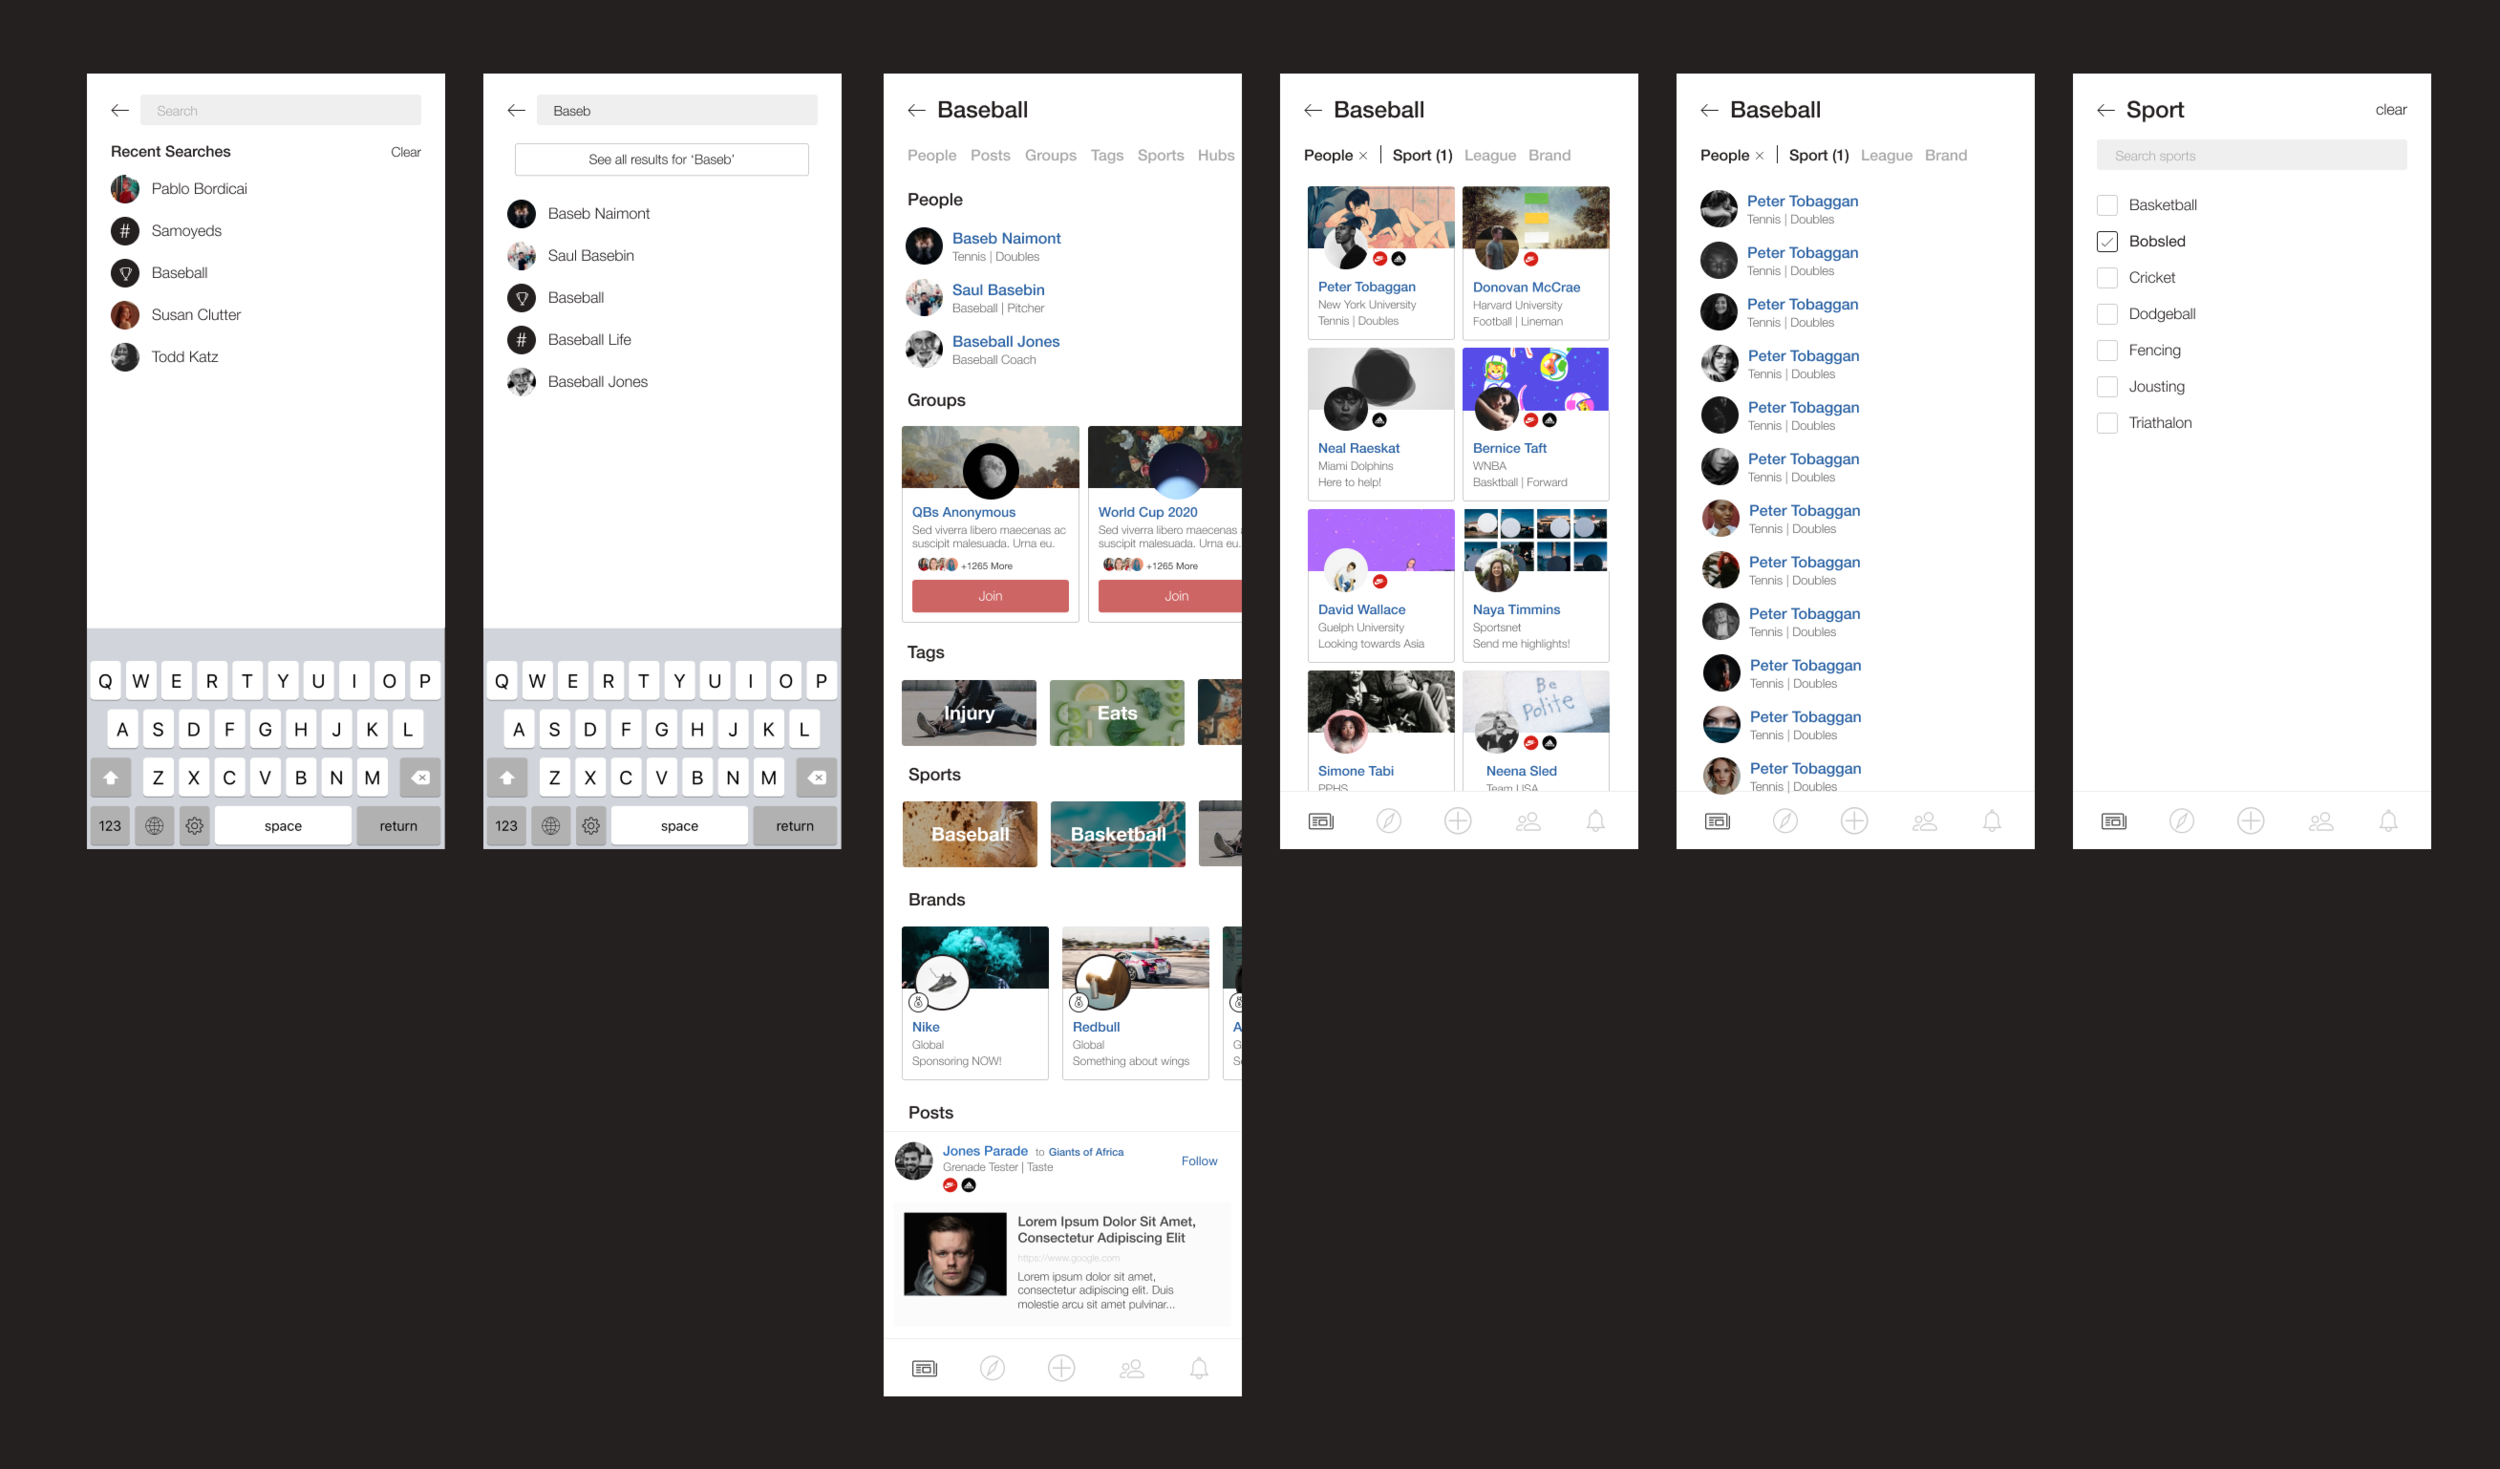 Search
Recent Searches
Clear
Pablo Bordicai
#
Samoyeds
Baseball
Susan Clutter
Todd Katz
Q W E R T Y U I O P
A S D F G H J K L
Z X C V B N M
123
space
return
Baseb
See all results for ‘Baseb’
Baseb Naimont
Saul Basebin
Baseball
#
Baseball Life
Baseball Jones
Q W E R T Y U I O P
A S D F G H J K L
Z X C V B N M
123
space
return
Baseball
People Posts Groups Tags Sports Hubs
People
Baseb Naimont
Tennis | Doubles
Saul Basebin
Baseball | Pitcher
Baseball Jones
Baseball Coach
Groups
QBs Anonymous
Sed viverra libero maecenas ac
suscipit malesuada. Urna eu.
+1265 More
Join
World Cup 2020
Sed viverra libero maecenas
suscipit malesuada. Urna eu.
+1265 More
Join
Tags
Injury
Eats
Sports
Baseball
Basketball
Brands
Nike
Global
Sponsoring NOW!
Redbull
Global
Something about wings
A
G
S
Posts
Jones Parade to Giants of Africa
Grenade Tester | Taste
Follow
Lorem Ipsum Dolor Sit Amet,
Consectetur Adipiscing Elit
https://www.google.com
Lorem ipsum dolor sit amet,
consectetur adipiscing elit. Duis
molestie arcu sit amet pulvinar...
Baseball
People × | Sport (1) League Brand
Peter Tobaggan
New York University
Tennis | Doubles
Donovan McCrae
Harvard University
Football | Lineman
Neal Raeskat
Miami Dolphins
Here to help!
Bernice Taft
WNBA
Basktball | Forward
David Wallace
Guelph University
Looking towards Asia
Naya Timmins
Sportsnet
Send me highlights!
Simone Tabi
PPHS
Be
Polite
Neena Sled
Team USA
Baseball
People × | Sport (1) League Brand
Peter Tobaggan
Tennis | Doubles
Peter Tobaggan
Tennis | Doubles
Peter Tobaggan
Tennis | Doubles
Peter Tobaggan
Tennis | Doubles
Peter Tobaggan
Tennis | Doubles
Peter Tobaggan
Tennis | Doubles
Peter Tobaggan
Tennis | Doubles
Peter Tobaggan
Tennis | Doubles
Peter Tobaggan
Tennis | Doubles
Peter Tobaggan
Tennis | Doubles
Peter Tobaggan
Tennis | Doubles
Peter Tobaggan
Tennis | Doubles
Sport
clear
Search sports
Basketball
Bobsled
Cricket
Dodgeball
Fencing
Jousting
Triathalon